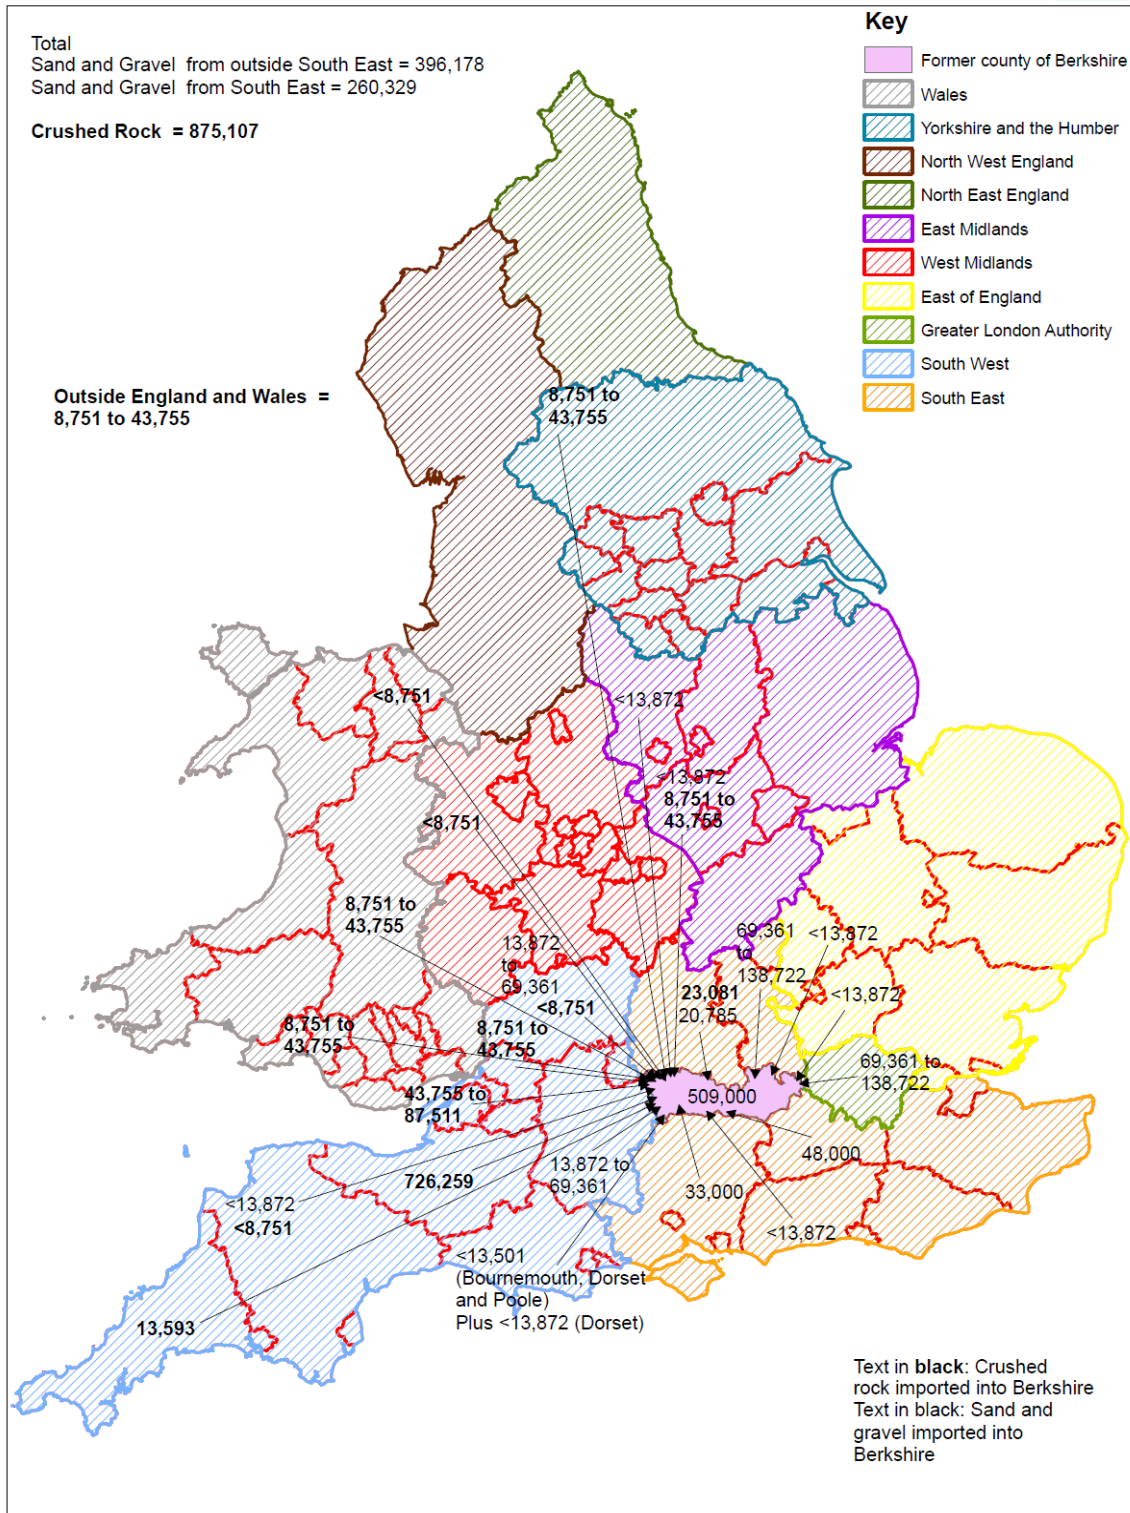 Total
Sand and Gravel from outside South East = 396,178
Sand and Gravel from South East = 260,329
Crushed Rock = 875,107
Key
Former county of Berkshire
Wales
Yorkshire and the Humber
North West England
North East England
East Midlands
West Midlands
East of England
Greater London Authority
South West
South East
Outside England and Wales =
8,751 to 43,755
8,751 to
43,755
<8,751
<13,872
<13,872
8,751 to
43,755
<8,751
8,751 to
43,755
13,872
to
69,361
<8,751
69,361
to
138,722
<13,872
<13,872
23,081
20,785
8,751 to
43,755
8,751 to
43,755
69,361 to
138,722
43,755 to
87,511
509,000
48,000
13,872 to
69,361
726,259
33,000
<13,872
<8,751
<13,872
<13,501
(Bournemouth, Dorset
and Poole)
Plus <13,872 (Dorset)
13,593
Text in black: Crushed
rock imported into Berkshire
Text in black: Sand and
gravel imported into
Berkshire